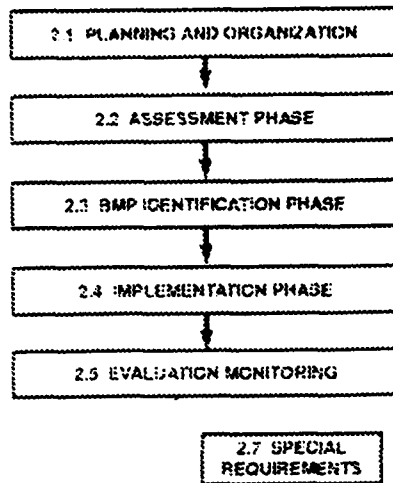 2.1 PLANNING AND ORGANIZATION
2.2 ASSESSMENT PHASE
2.3 BMP IDENTIFICATION PHASE
2.4 IMPLEMENTATION PHASE
2.5 EVALUATION MONITORING
2.7 SPECIAL
REQUIREMENTS